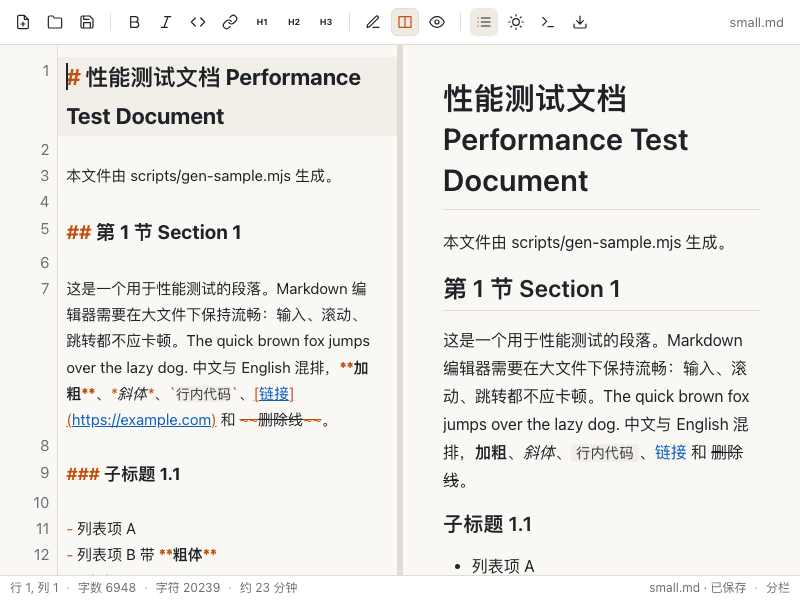 H1 H2 H3 small.md
1 # 性能测试文档 Performance
Test Document
2
3 本文件由 scripts/gen-sample.mjs 生成。
4
5 ## 第 1 节 Section 1
6
7 这是一个用于性能测试的段落。Markdown 编
辑器需要在大文件下保持流畅：输入、滚动、
跳转都不应卡顿。The quick brown fox jumps
over the lazy dog. 中文与 English 混排，**加
粗**、*斜体*、`行内代码`、[链接]
(https://example.com) 和 ~~删除线~~。
8
9 ### 子标题 1.1
10
11 - 列表项 A
12 - 列表项 B 带 **粗体**
性能测试文档
Performance Test
Document
本文件由 scripts/gen-sample.mjs 生成。
第 1 节 Section 1
这是一个用于性能测试的段落。Markdown
编辑器需要在大文件下保持流畅：输入、滚
动、跳转都不应卡顿。The quick brown fox
jumps over the lazy dog. 中文与 English 混
排，加粗、斜体、行内代码、链接 和 删除
线。
子标题 1.1
• 列表项 A
行 1, 列 1 · 字数 6948 · 字符 20239 · 约 23 分钟 small.md · 已保存 · 分栏